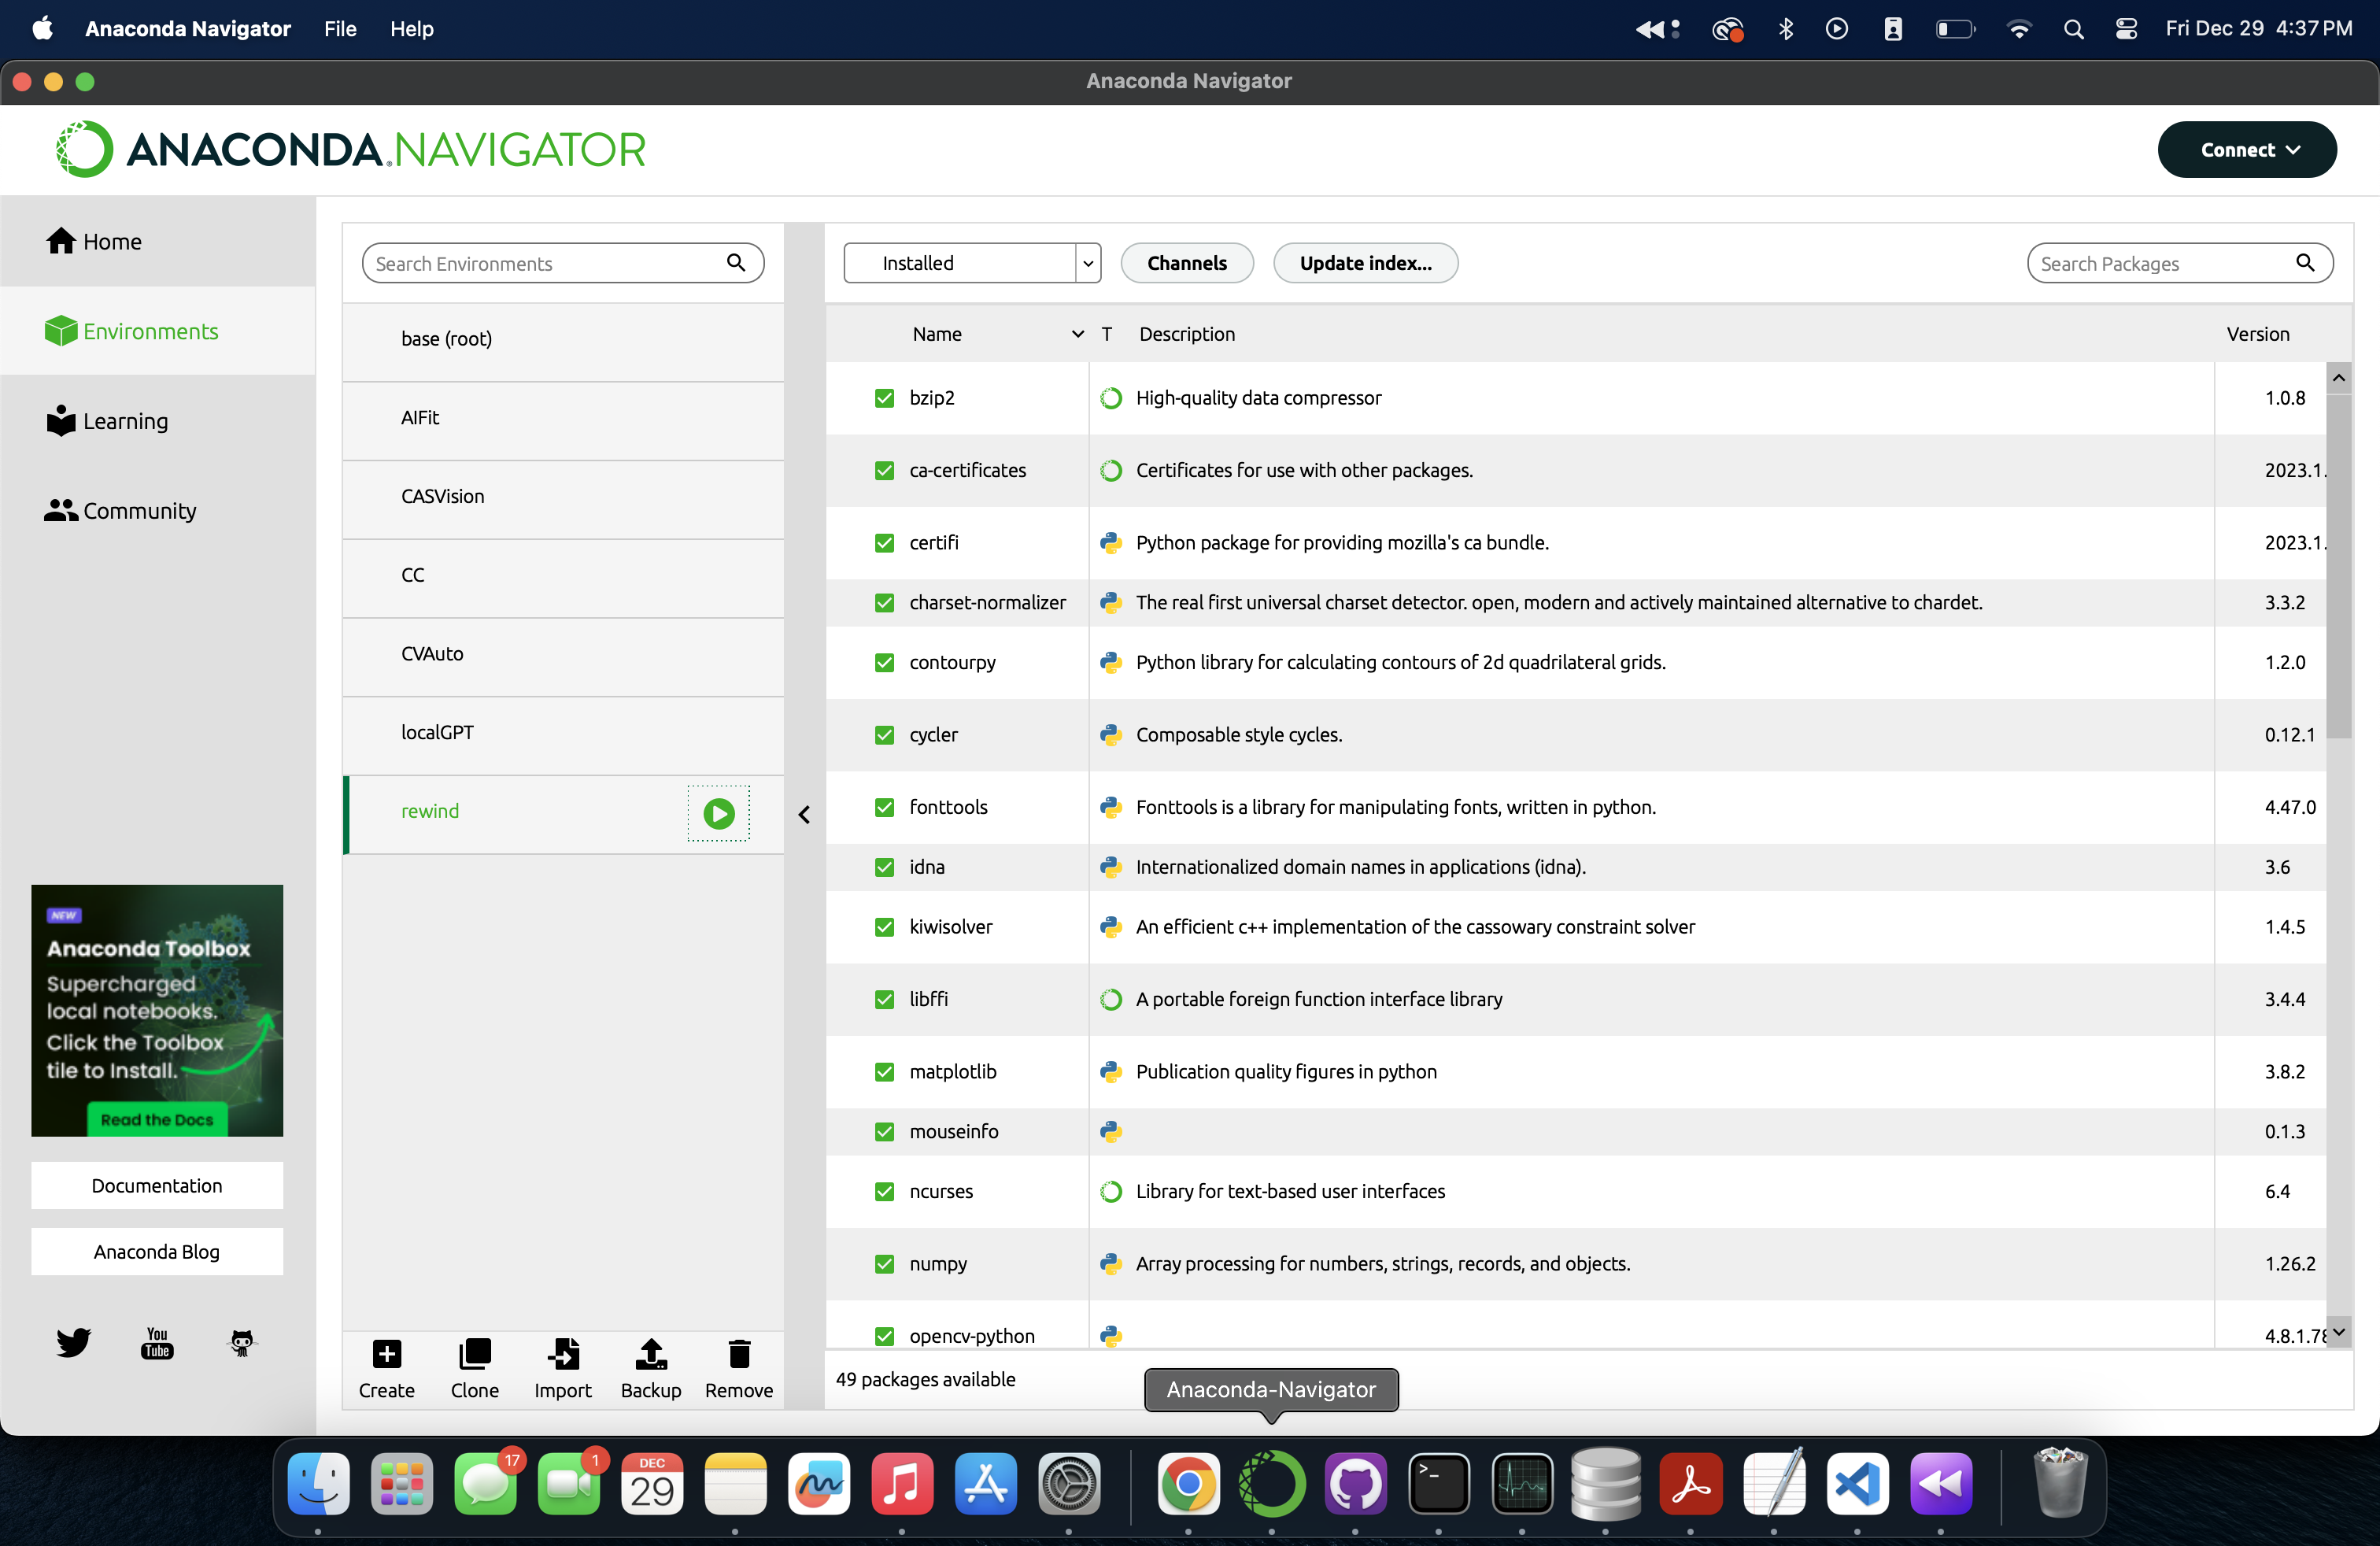 Anaconda Navigator File Help
Fri Dec 29 4:37 PM
Anaconda Navigator
ANACONDA.NAVIGATOR
Connect
Home
Environments
Learning
Community
NEW
Anaconda Toolbox
Supercharged
local notebooks.
Click the Toolbox
tile to Install.
Read the Docs
Documentation
Anaconda Blog
You
Tube
Search Environments
base (root)
AIFit
CASVision
CC
CVAuto
localGPT
rewind
Create Clone Import Backup Remove
Installed Channels Update index... Search Packages
Name T Description Version
bzip2 High-quality data compressor 1.0.8
ca-certificates Certificates for use with other packages. 2023.1.
certifi Python package for providing mozilla's ca bundle. 2023.1.
charset-normalizer The real first universal charset detector. open, modern and actively maintained alternative to chardet. 3.3.2
contourpy Python library for calculating contours of 2d quadrilateral grids. 1.2.0
cycler Composable style cycles. 0.12.1
fonttools Fonttools is a library for manipulating fonts, written in python. 4.47.0
idna Internationalized domain names in applications (idna). 3.6
kiwisolver An efficient c++ implementation of the cassowary constraint solver 1.4.5
libffi A portable foreign function interface library 3.4.4
matplotlib Publication quality figures in python 3.8.2
mouseinfo 0.1.3
ncurses Library for text-based user interfaces 6.4
numpy Array processing for numbers, strings, records, and objects. 1.26.2
opencv-python 4.8.1.78
49 packages available
Anaconda-Navigator
17
1
DEC
29